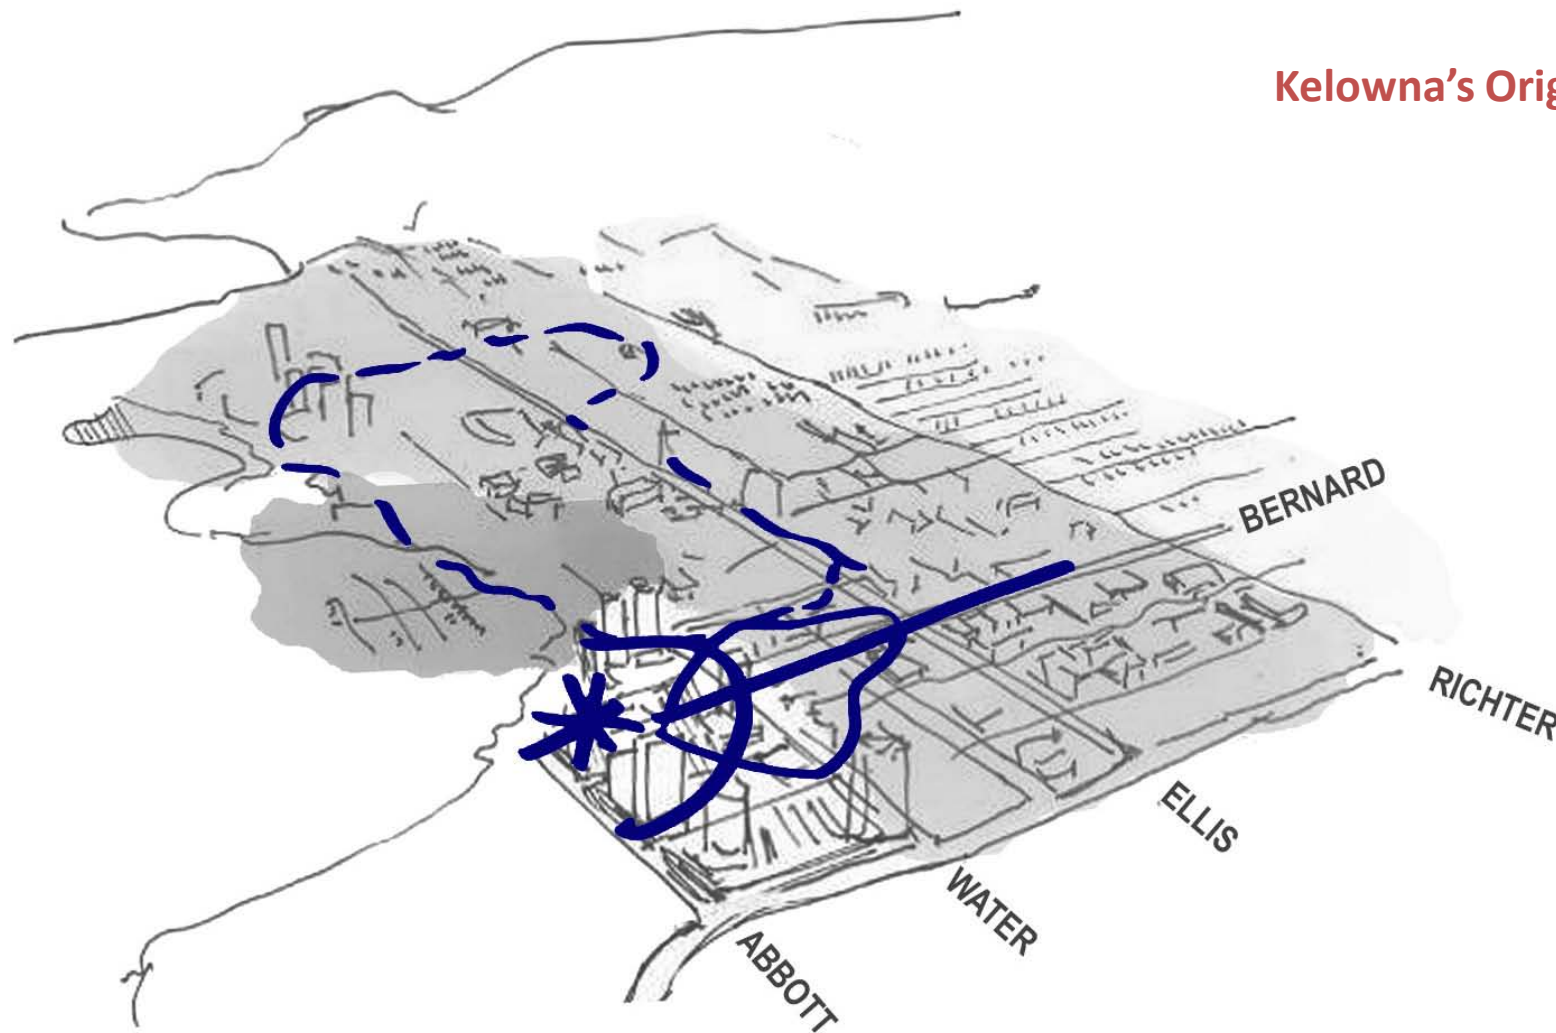 Kelowna’s Orig
BERNARD
RICHTER
ELLIS
WATER
ABBOTT